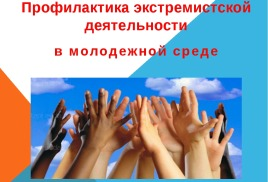 Профилактика экстремистской
деятельности
в молодежной среде